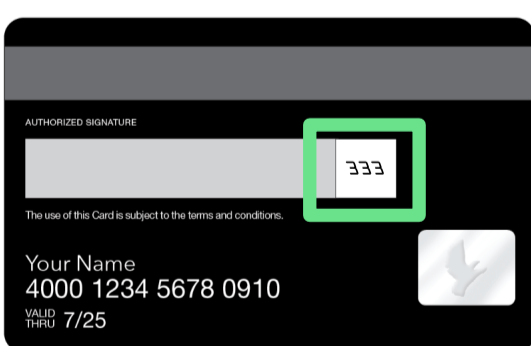 AUTHORIZED SIGNATURE
333
The use of this Card is subject to the terms and conditions.
Your Name
4000 1234 5678 0910
VALID THRU 7/25